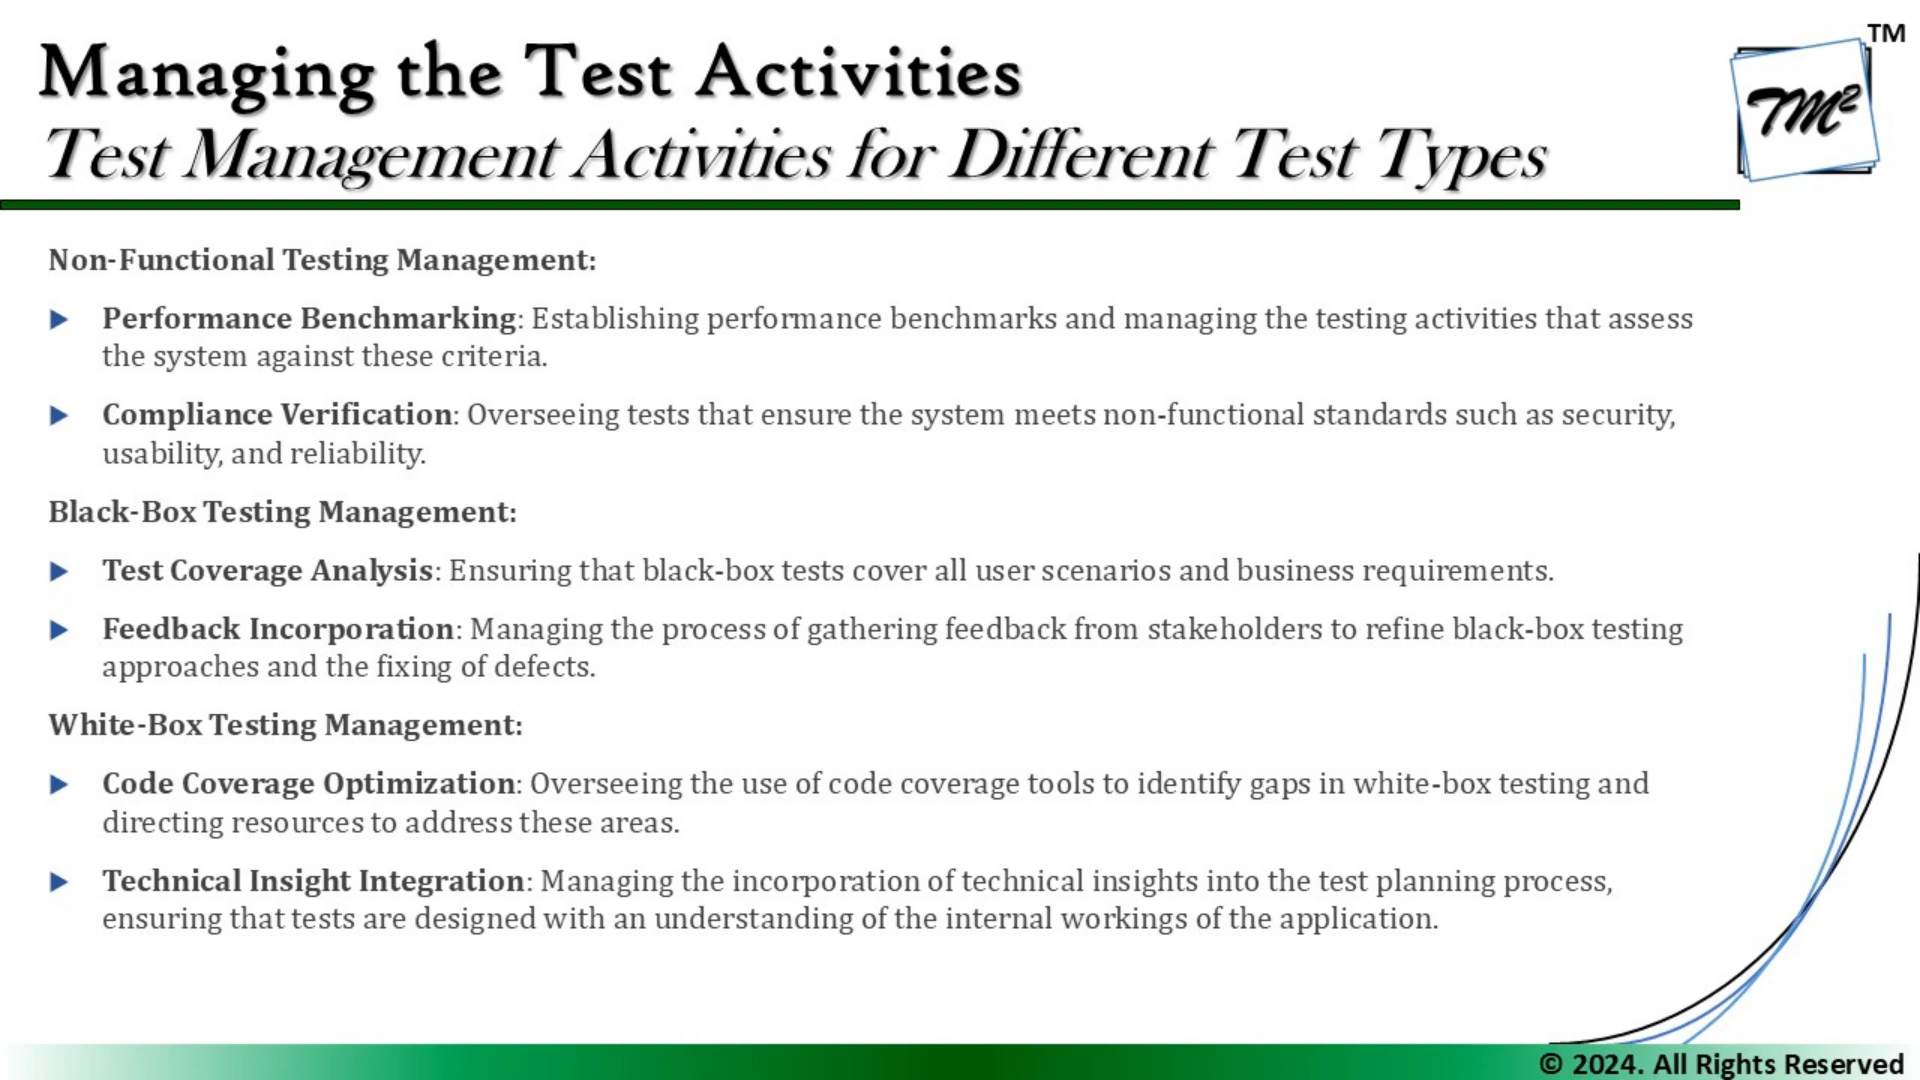 Managing the Test Activities
Test Management Activities for Different Test Types
TM
TM²
Non-Functional Testing Management:
Performance Benchmarking: Establishing performance benchmarks and managing the testing activities that assess
the system against these criteria.
Compliance Verification: Overseeing tests that ensure the system meets non-functional standards such as security,
usability, and reliability.
Black-Box Testing Management:
Test Coverage Analysis: Ensuring that black-box tests cover all user scenarios and business requirements.
Feedback Incorporation: Managing the process of gathering feedback from stakeholders to refine black-box testing
approaches and the fixing of defects.
White-Box Testing Management:
Code Coverage Optimization: Overseeing the use of code coverage tools to identify gaps in white-box testing and
directing resources to address these areas.
Technical Insight Integration: Managing the incorporation of technical insights into the test planning process,
ensuring that tests are designed with an understanding of the internal workings of the application.
© 2024. All Rights Reserved